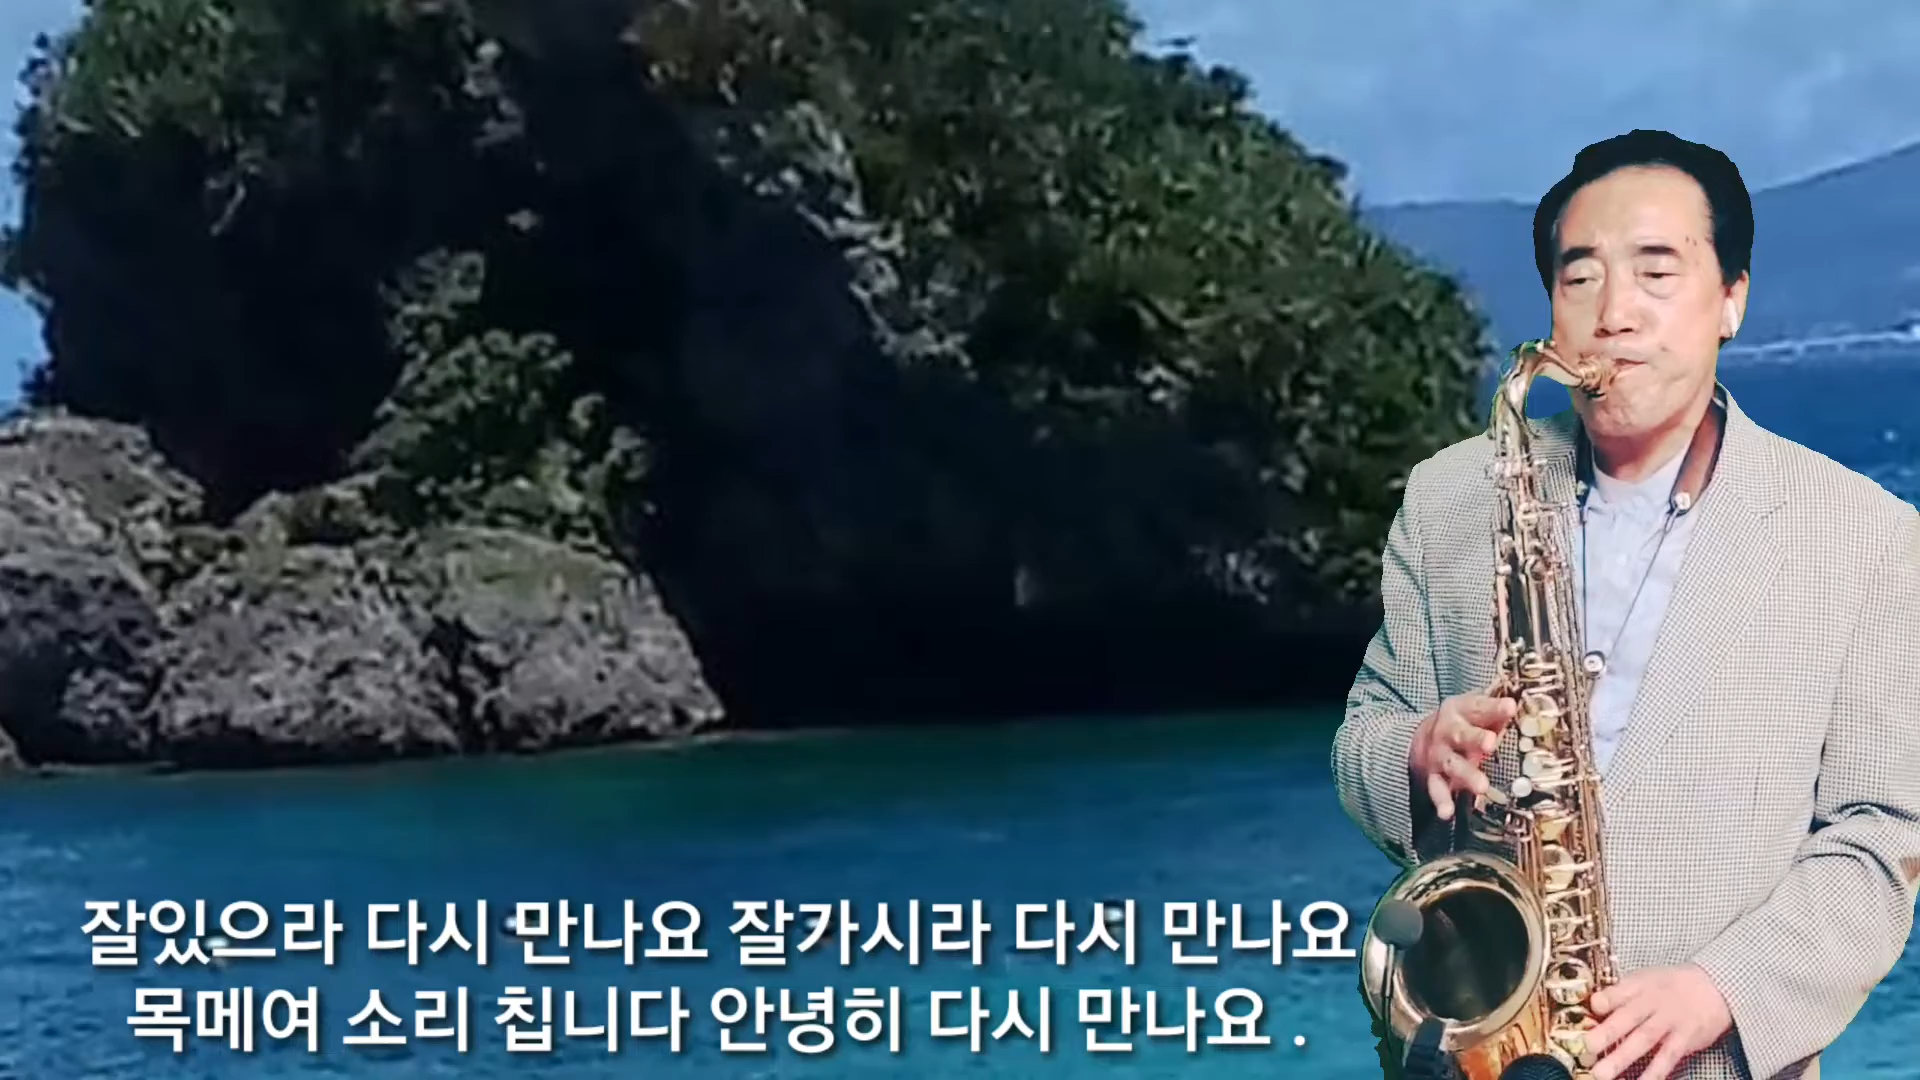 잘있으라 다시 만나요 잘카시라 다시 만나요
목메여 소리 칩니다 안녕히 다시 만나요 .